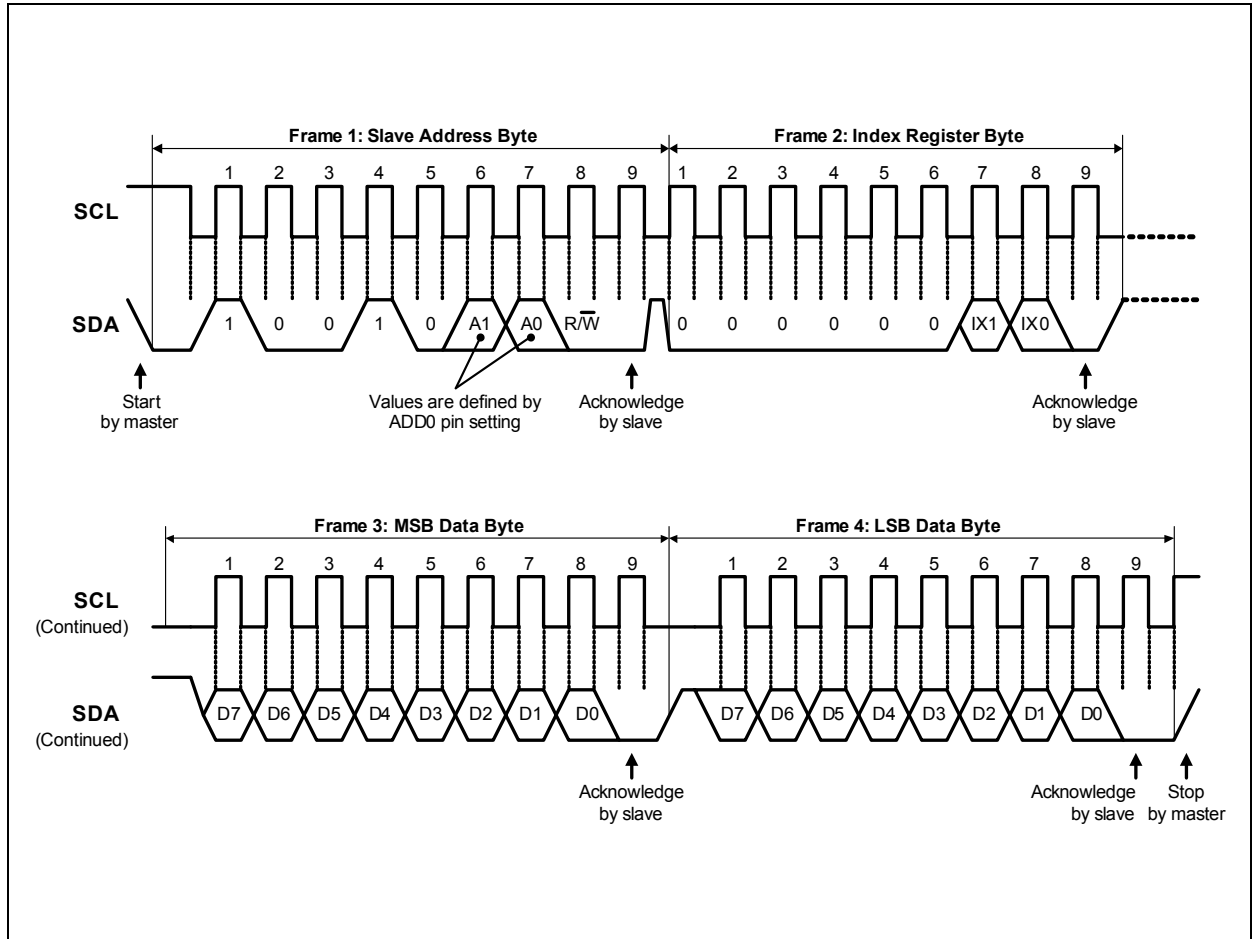 Frame 1: Slave Address Byte Frame 2: Index Register Byte
1 2 3 4 5 6 7 8 9 1 2 3 4 5 6 7 8 9
SCL
SDA 1 0 0 1 0 A1 A0 R/W̅ 0 0 0 0 0 0 IX1 IX0
Start
by master
Values are defined by
ADD0 pin setting
Acknowledge
by slave
Acknowledge
by slave
Frame 3: MSB Data Byte Frame 4: LSB Data Byte
1 2 3 4 5 6 7 8 9 1 2 3 4 5 6 7 8 9
SCL
(Continued)
SDA D7 D6 D5 D4 D3 D2 D1 D0 D7 D6 D5 D4 D3 D2 D1 D0
(Continued)
Acknowledge
by slave
Acknowledge
by slave
Stop
by master